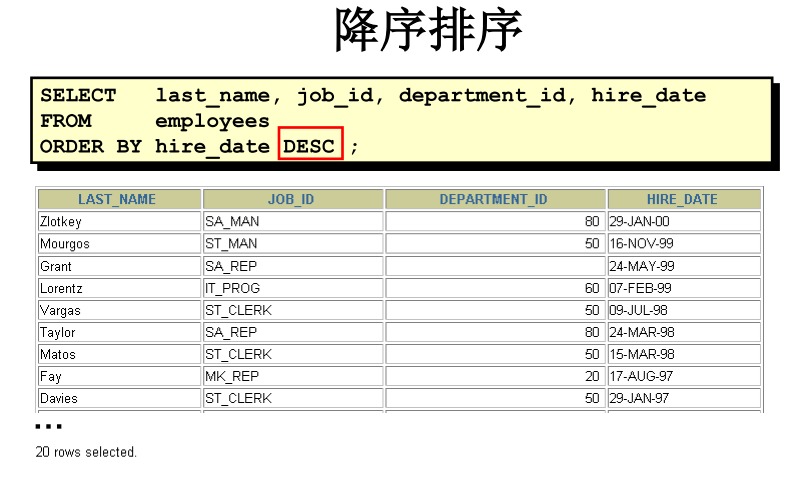 降序排序
SELECT last_name, job_id, department_id, hire_date
FROM employees
ORDER BY hire_date DESC ;
LAST_NAME JOB_ID DEPARTMENT_ID HIRE_DATE
Zlotkey SA_MAN 80 29-JAN-00
Mourgos ST_MAN 50 16-NOV-99
Grant SA_REP 24-MAY-99
Lorentz IT_PROG 60 07-FEB-99
Vargas ST_CLERK 50 09-JUL-98
Taylor SA_REP 80 24-MAR-98
Matos ST_CLERK 50 15-MAR-98
Fay MK_REP 20 17-AUG-97
Davies ST_CLERK 50 29-JAN-97
...
20 rows selected.